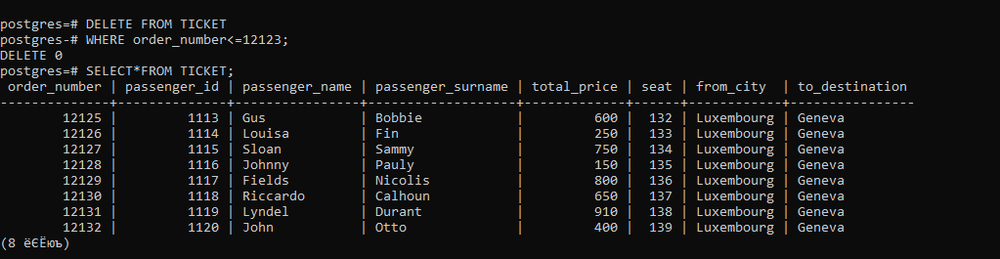 postgres=# DELETE FROM TICKET
postgres-# WHERE order_number<=12123;
DELETE 0
postgres=# SELECT*FROM TICKET;
 order_number | passenger_id | passenger_name | passenger_surname | total_price | seat | from_city  | to_destination
--------------+--------------+----------------+-------------------+-------------+------+------------+----------------
        12125 |         1113 | Gus            | Bobbie            |         600 |  132 | Luxembourg | Geneva
        12126 |         1114 | Louisa         | Fin               |         250 |  133 | Luxembourg | Geneva
        12127 |         1115 | Sloan          | Sammy             |         750 |  134 | Luxembourg | Geneva
        12128 |         1116 | Johnny         | Pauly             |         150 |  135 | Luxembourg | Geneva
        12129 |         1117 | Fields         | Nicolis           |         800 |  136 | Luxembourg | Geneva
        12130 |         1118 | Riccardo       | Calhoun           |         650 |  137 | Luxembourg | Geneva
        12131 |         1119 | Lyndel         | Durant            |         910 |  138 | Luxembourg | Geneva
        12132 |         1120 | John           | Otto              |         400 |  139 | Luxembourg | Geneva
(8 ёЄЁюъ)